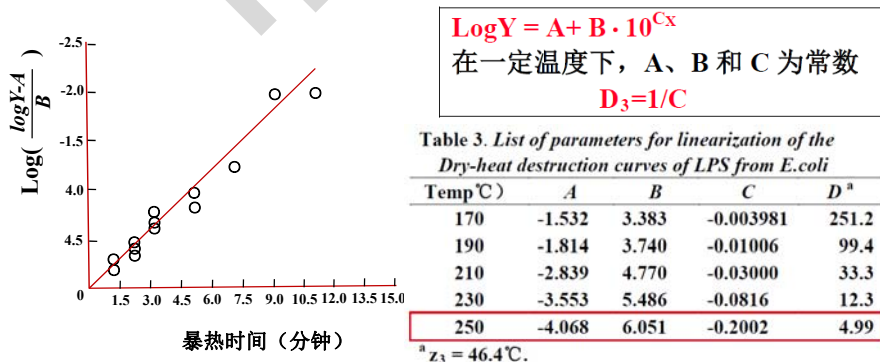 LogY = A+ B · 10^Cx
在一定温度下，A、B 和 C 为常数
D₃=1/C
Log( (logY-A)/B )
-2.5
-2.0
-1.5
4.0
4.5
0
1.5 3.0 4.5 6.0 7.5 9.0 10.5 12.0 13.5 15.0
暴热时间（分钟）
Table 3. List of parameters for linearization of the
Dry-heat destruction curves of LPS from E.coli
Temp℃） A B C D ᵃ
170 -1.532 3.383 -0.003981 251.2
190 -1.814 3.740 -0.01006 99.4
210 -2.839 4.770 -0.03000 33.3
230 -3.553 5.486 -0.0816 12.3
250 -4.068 6.051 -0.2002 4.99
ᵃ z₃ = 46.4℃.